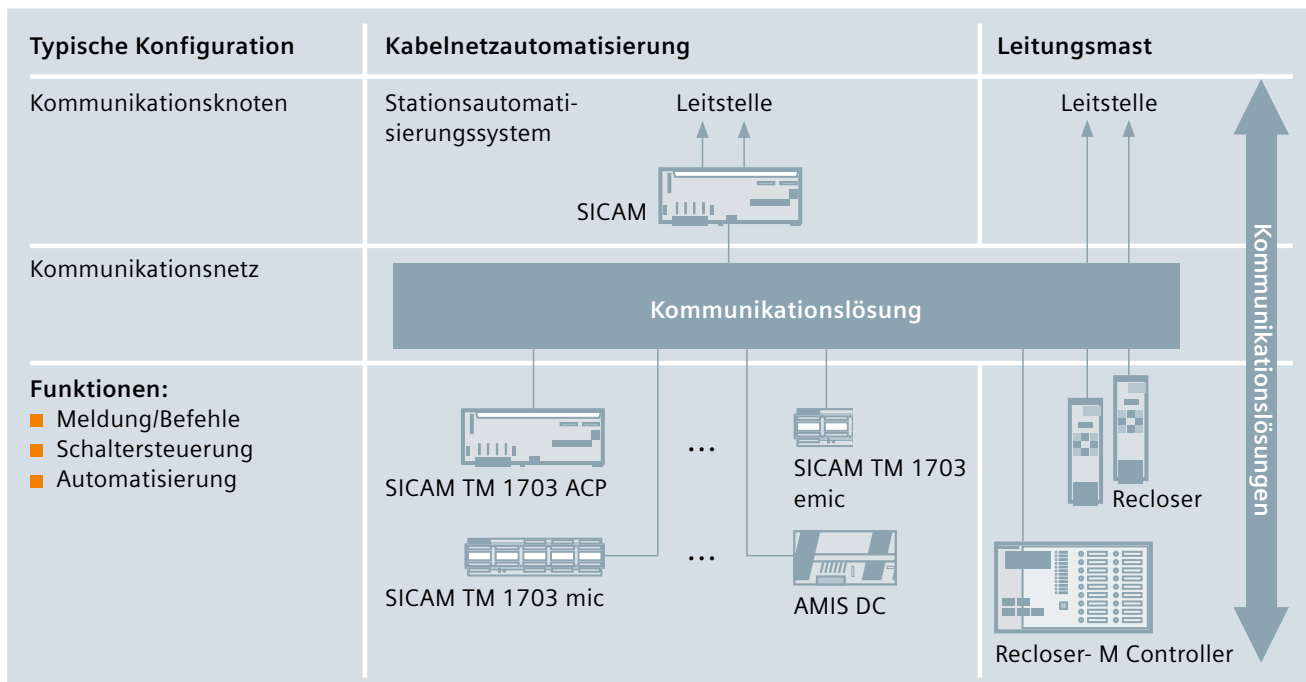 Typische Konfiguration
Kabelnetzautomatisierung
Leitungsmast
Kommunikationsknoten
Stationsautomati-
sierungssystem
Leitstelle
Leitstelle
SICAM
Kommunikationsnetz
Kommunikationslösung
Kommunikationslösungen
Funktionen:
Meldung/Befehle
Schaltersteuerung
Automatisierung
SICAM TM 1703 ACP
...
SICAM TM 1703
emic
Recloser
SICAM TM 1703 mic
...
AMIS DC
Recloser- M Controller